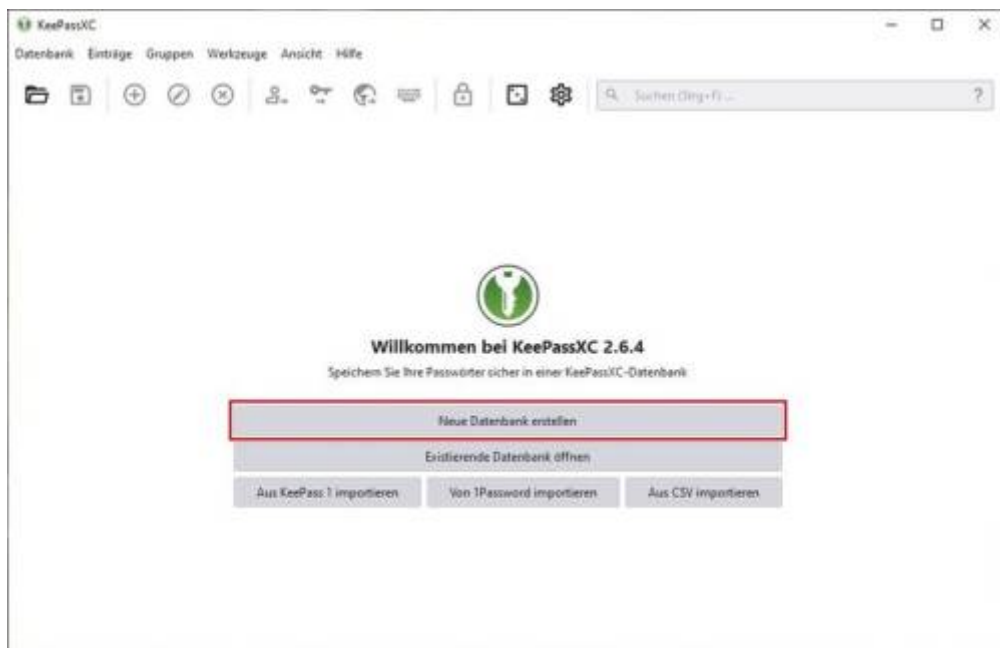 KeePassXC
Datenbank Einträge Gruppen Werkzeuge Ansicht Hilfe
Suchen (Strg+F) ... ?
Willkommen bei KeePassXC 2.6.4
Speichern Sie Ihre Passwörter sicher in einer KeePassXC-Datenbank
Neue Datenbank erstellen
Existierende Datenbank öffnen
Aus KeePass 1 importieren Von 1Password importieren Aus CSV importieren